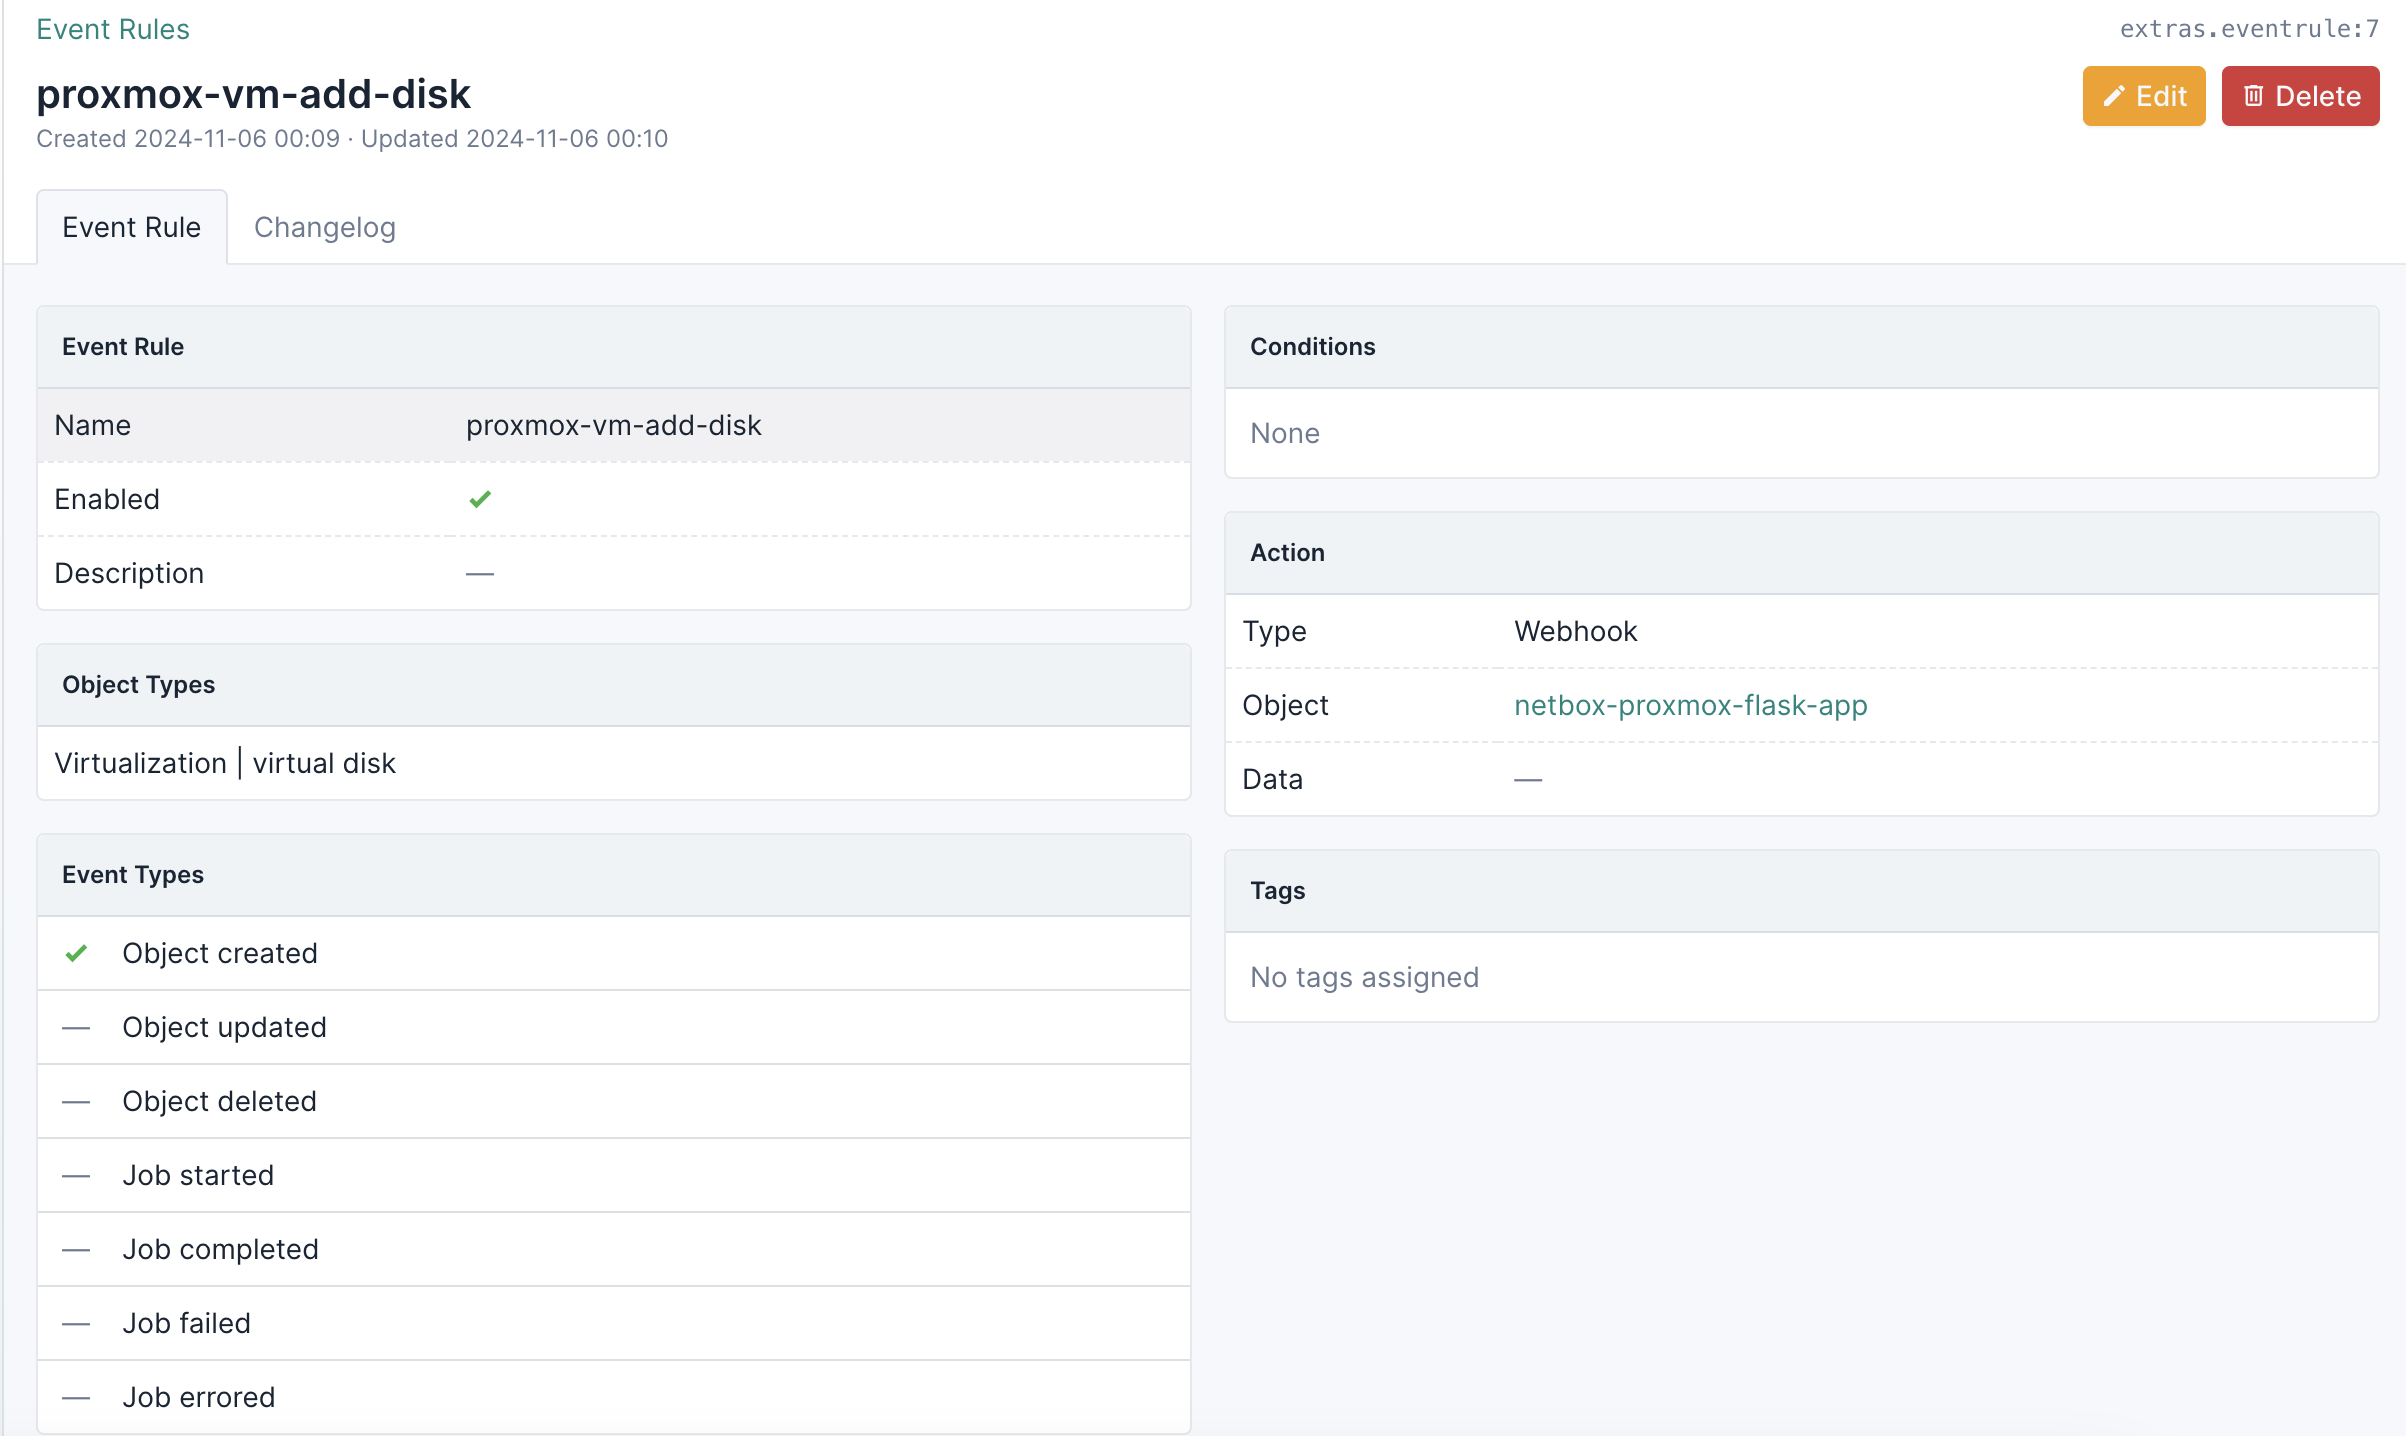 Event Rules
extras.eventrule:7
proxmox-vm-add-disk
Edit
Delete
Created 2024-11-06 00:09 · Updated 2024-11-06 00:10
Event Rule
Changelog
Event Rule
Name proxmox-vm-add-disk
Enabled
Description —
Object Types
Virtualization | virtual disk
Event Types
Object created
— Object updated
— Object deleted
— Job started
— Job completed
— Job failed
— Job errored
Conditions
None
Action
Type Webhook
Object netbox-proxmox-flask-app
Data —
Tags
No tags assigned